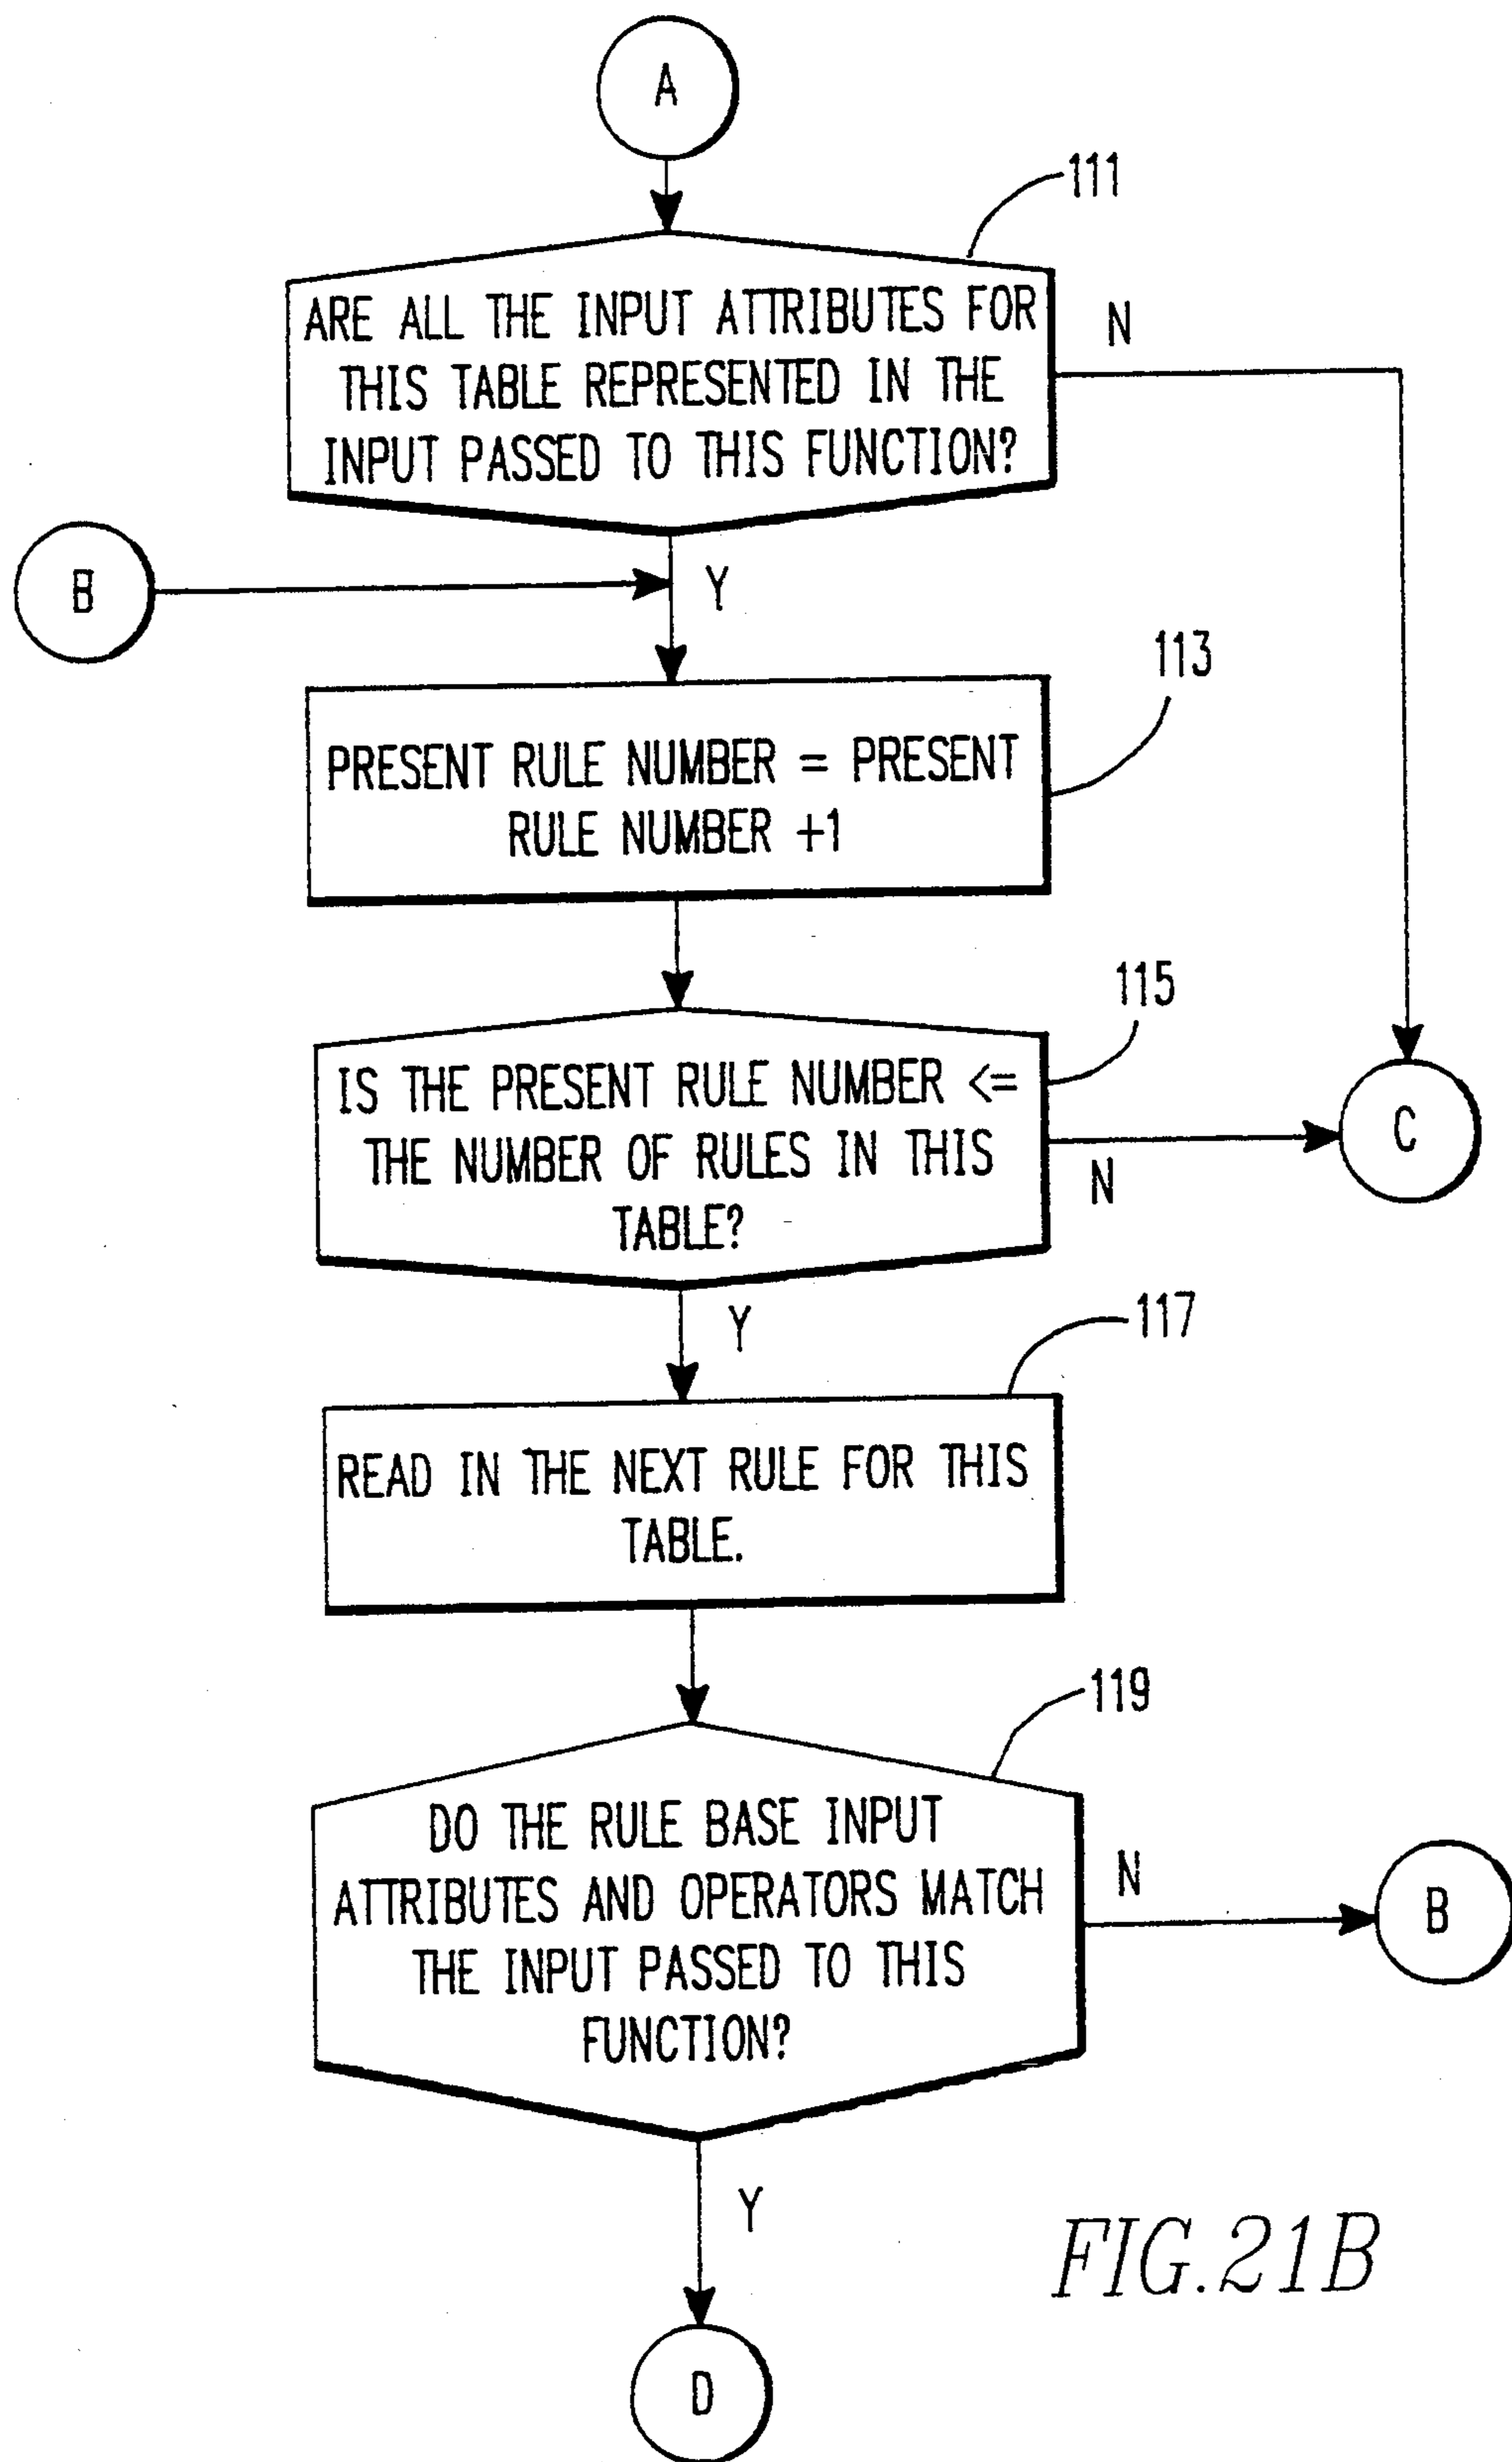 A
111
ARE ALL THE INPUT ATTRIBUTES FOR
THIS TABLE REPRESENTED IN THE
INPUT PASSED TO THIS FUNCTION?
N
B
Y
113
PRESENT RULE NUMBER = PRESENT
RULE NUMBER +1
115
IS THE PRESENT RULE NUMBER <=
THE NUMBER OF RULES IN THIS
TABLE?
N
C
Y
117
READ IN THE NEXT RULE FOR THIS
TABLE.
119
DO THE RULE BASE INPUT
ATTRIBUTES AND OPERATORS MATCH
THE INPUT PASSED TO THIS
FUNCTION?
N
B
Y
FIG.21B
D